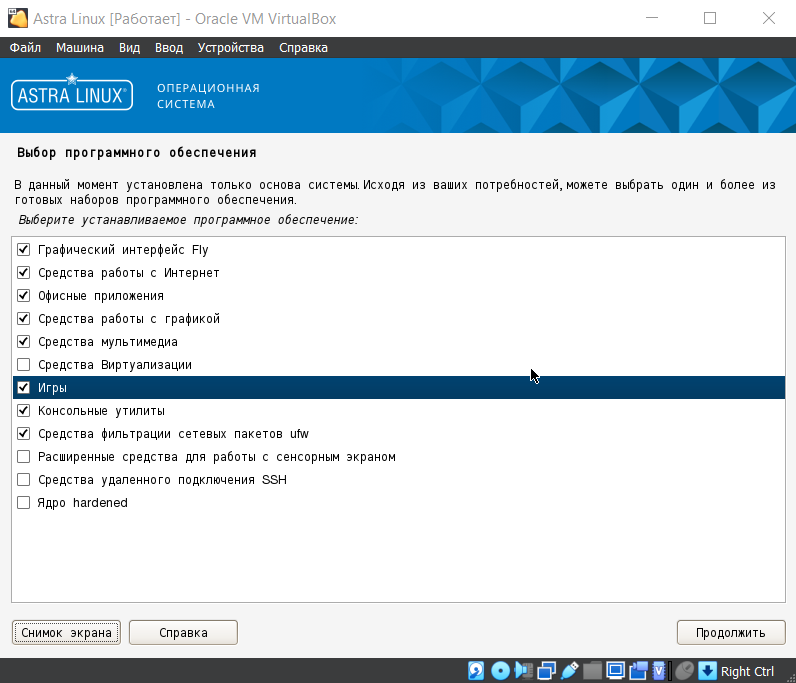 Astra Linux [Работает] - Oracle VM VirtualBox
Файл Машина Вид Ввод Устройства Справка
ASTRA LINUX®
ОПЕРАЦИОННАЯ
СИСТЕМА
Выбор программного обеспечения
В данный момент установлена только основа системы. Исходя из ваших потребностей, можете выбрать один и более из
готовых наборов программного обеспечения.
Выберите устанавливаемое программное обеспечение:
Графический интерфейс Fly
Средства работы с Интернет
Офисные приложения
Средства работы с графикой
Средства мультимедиа
Средства Виртуализации
Игры
Консольные утилиты
Средства фильтрации сетевых пакетов ufw
Расширенные средства для работы с сенсорным экраном
Средства удаленного подключения SSH
Ядро hardened
Снимок экрана Справка Продолжить
Right Ctrl